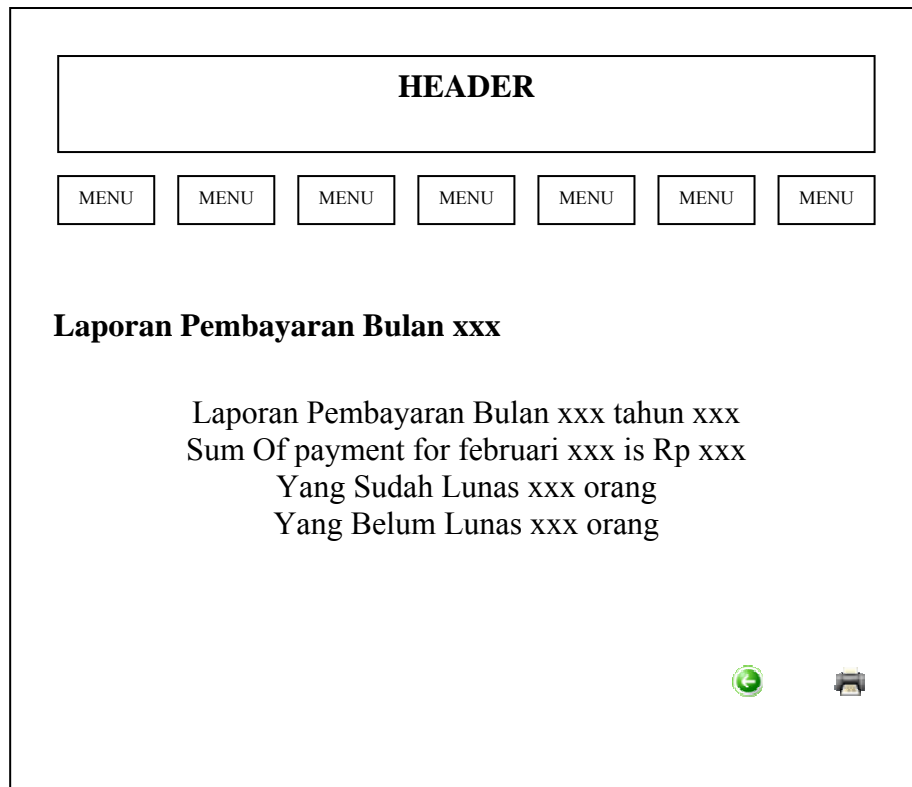 HEADER
MENU MENU MENU MENU MENU MENU MENU
Laporan Pembayaran Bulan xxx
Laporan Pembayaran Bulan xxx tahun xxx
Sum Of payment for februari xxx is Rp xxx
Yang Sudah Lunas xxx orang
Yang Belum Lunas xxx orang